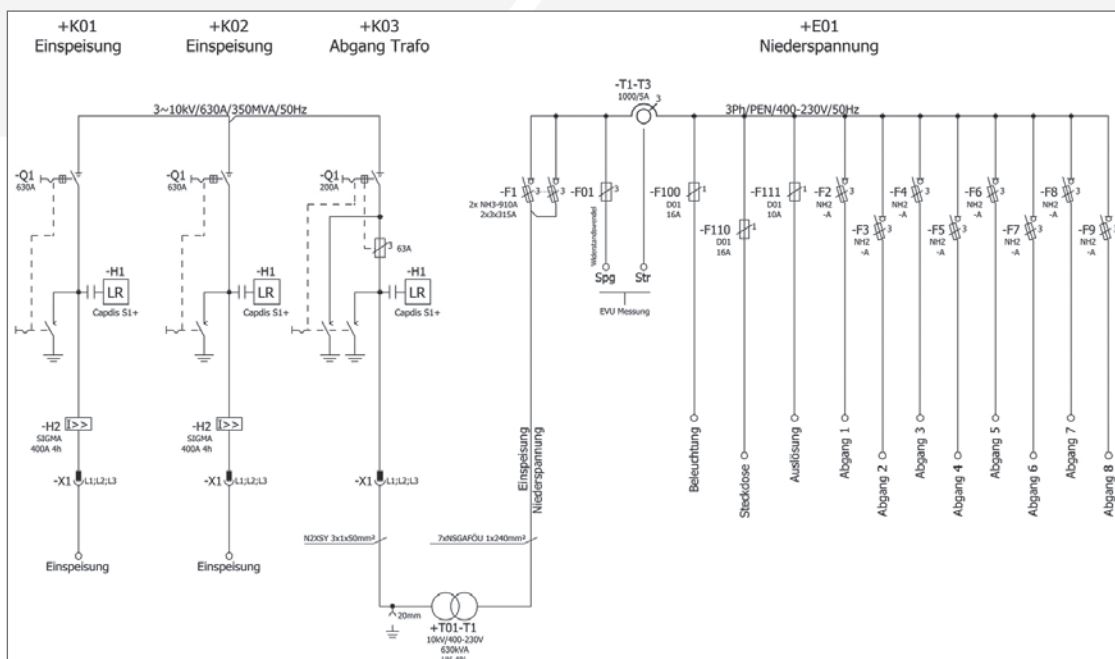 +K01
Einspeisung
+K02
Einspeisung
+K03
Abgang Trafo
+E01
Niederspannung
3~10kV/630A/350MVA/50Hz
-T1-T3
1000/5A
3
3Ph/PEN/400-230V/50Hz
-Q1
630A
-Q1
630A
-Q1
200A
3
63A
-H1
LR
Capdis S1+
-H1
LR
Capdis S1+
-H1
LR
Capdis S1+
-H2
I>>
SIGMA
400A 4h
-H2
I>>
SIGMA
400A 4h
-X1
L1;L2;L3
-X1
L1;L2;L3
-X1
L1;L2;L3
Einspeisung
Einspeisung
N2XSY 3x1x50mm²
7xNSGAFÖU 1x240mm²
20mm
+T01-T1
10kV/400-230V
630kVA
Einspeisung
Niederspannung
-F1
2x NH3-910A
2x3x315A
3
3
-F01
3
Widerstandswendel
Spg
Str
EVU Messung
-F100
D01
16A
1
Beleuchtung
-F110
D01
16A
1
Steckdose
-F111
D01
10A
1
Auslösung
-F2
NH2
-A
3
Abgang 1
-F3
NH2
-A
3
Abgang 2
-F4
NH2
-A
3
Abgang 3
-F5
NH2
-A
3
Abgang 4
-F6
NH2
-A
3
Abgang 5
-F7
NH2
-A
3
Abgang 6
-F8
NH2
-A
3
Abgang 7
-F9
NH2
-A
3
Abgang 8